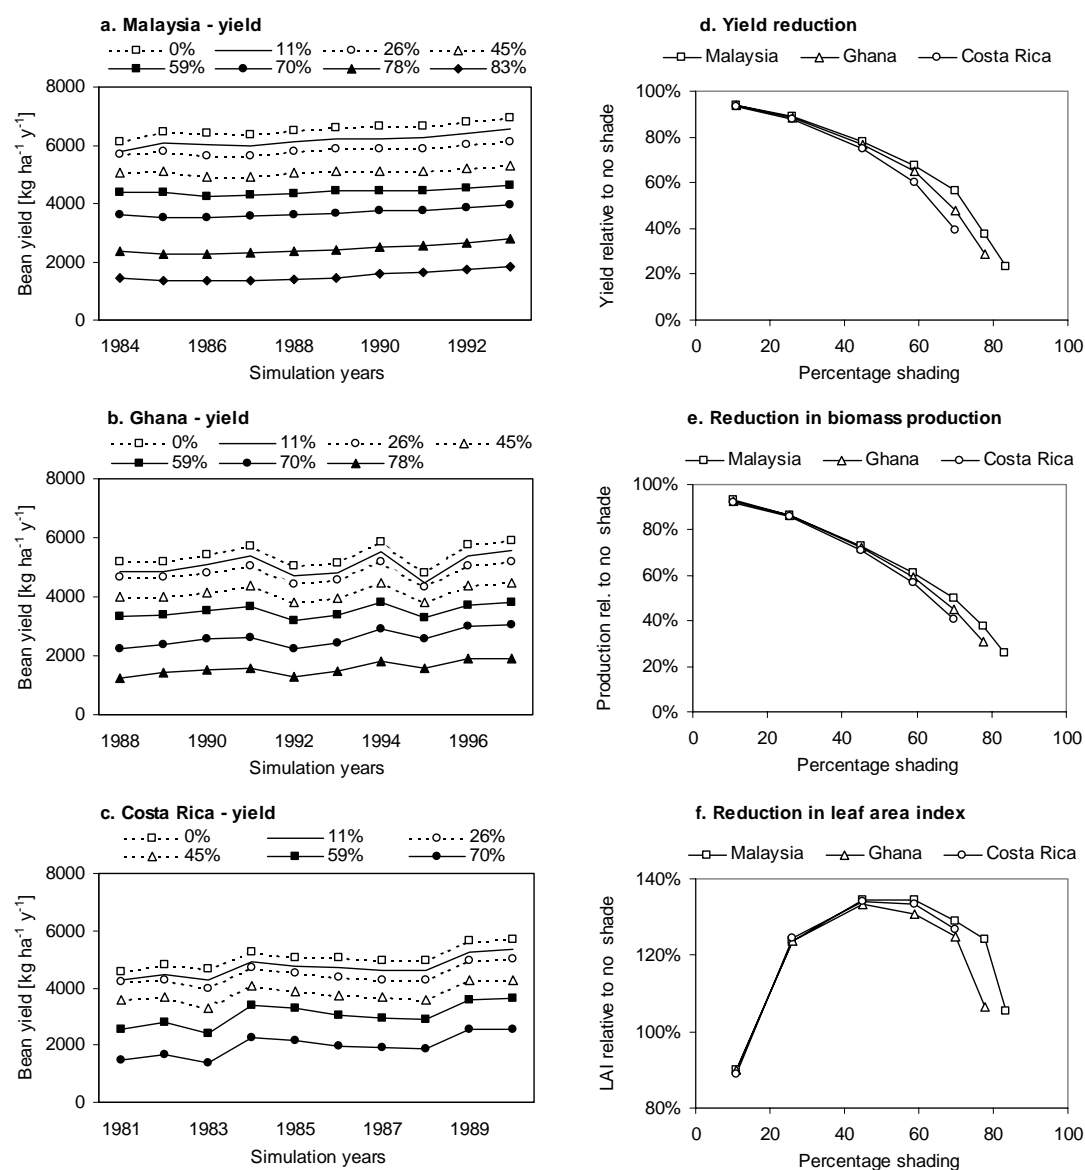 a. Malaysia - yield
0% 11% 26% 45%
59% 70% 78% 83%
Bean yield [kg ha⁻¹ y⁻¹]
8000
6000
4000
2000
0
1984 1986 1988 1990 1992
Simulation years
b. Ghana - yield
0% 11% 26% 45%
59% 70% 78%
Bean yield [kg ha⁻¹ y⁻¹]
8000
6000
4000
2000
0
1988 1990 1992 1994 1996
Simulation years
c. Costa Rica - yield
0% 11% 26%
45% 59% 70%
Bean yield [kg ha⁻¹ y⁻¹]
8000
6000
4000
2000
0
1981 1983 1985 1987 1989
Simulation years
d. Yield reduction
Malaysia Ghana Costa Rica
Yield relative to no shade
100%
80%
60%
40%
20%
0%
0 20 40 60 80 100
Percentage shading
e. Reduction in biomass production
Malaysia Ghana Costa Rica
Production rel. to no shade
100%
80%
60%
40%
20%
0%
0 20 40 60 80 100
Percentage shading
f. Reduction in leaf area index
Malaysia Ghana Costa Rica
LAI relative to no shade
140%
120%
100%
80%
0 20 40 60 80 100
Percentage shading